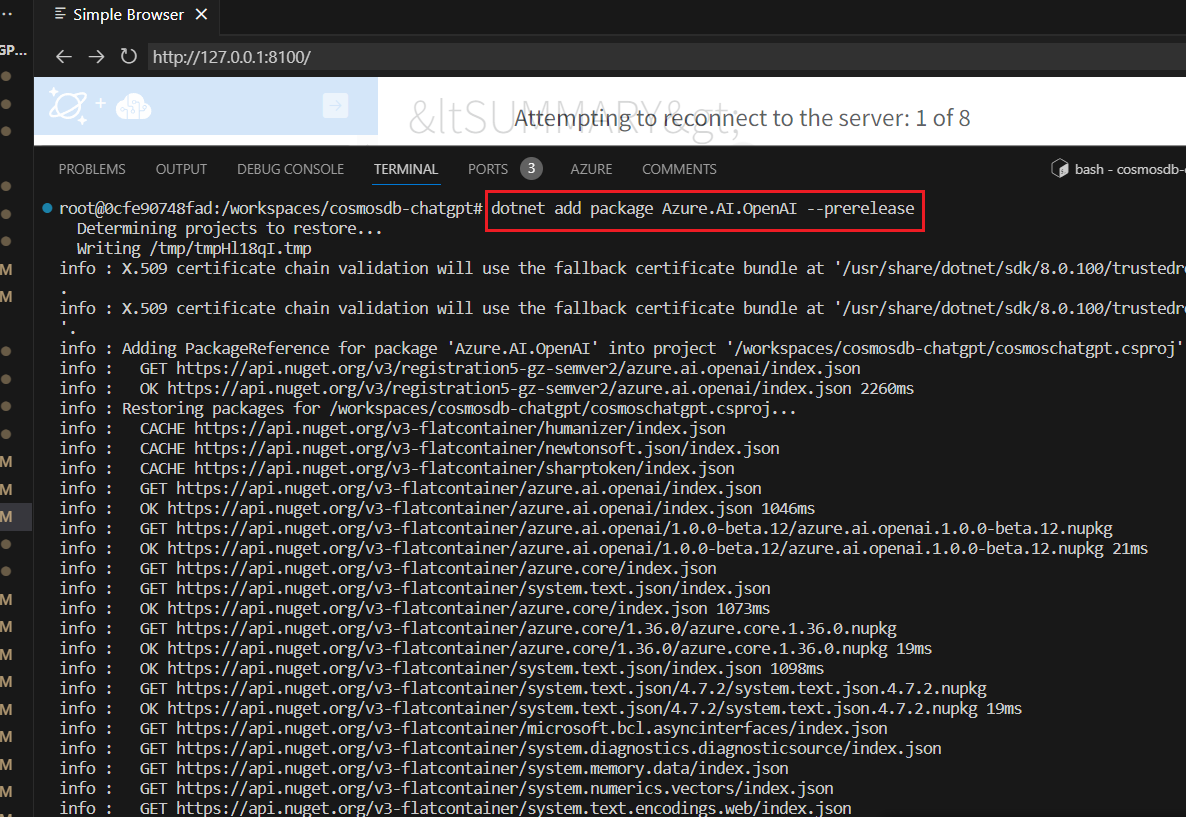 Simple Browser
GP...
http://127.0.0.1:8100/
&ltSUMMARY&gt;
Attempting to reconnect to the server: 1 of 8
PROBLEMS OUTPUT DEBUG CONSOLE TERMINAL PORTS 3 AZURE COMMENTS
bash - cosmosdb-c
root@0cfe90748fad:/workspaces/cosmosdb-chatgpt# dotnet add package Azure.AI.OpenAI --prerelease
Determining projects to restore...
Writing /tmp/tmpHl18qI.tmp
info : X.509 certificate chain validation will use the fallback certificate bundle at '/usr/share/dotnet/sdk/8.0.100/trustedro
.
info : X.509 certificate chain validation will use the fallback certificate bundle at '/usr/share/dotnet/sdk/8.0.100/trustedro
'.
info : Adding PackageReference for package 'Azure.AI.OpenAI' into project '/workspaces/cosmosdb-chatgpt/cosmoschatgpt.csproj'
info :   GET https://api.nuget.org/v3/registration5-gz-semver2/azure.ai.openai/index.json
info :   OK https://api.nuget.org/v3/registration5-gz-semver2/azure.ai.openai/index.json 2260ms
info : Restoring packages for /workspaces/cosmosdb-chatgpt/cosmoschatgpt.csproj...
info :   CACHE https://api.nuget.org/v3-flatcontainer/humanizer/index.json
info :   CACHE https://api.nuget.org/v3-flatcontainer/newtonsoft.json/index.json
info :   CACHE https://api.nuget.org/v3-flatcontainer/sharptoken/index.json
info :   GET https://api.nuget.org/v3-flatcontainer/azure.ai.openai/index.json
info :   OK https://api.nuget.org/v3-flatcontainer/azure.ai.openai/index.json 1046ms
info :   GET https://api.nuget.org/v3-flatcontainer/azure.ai.openai/1.0.0-beta.12/azure.ai.openai.1.0.0-beta.12.nupkg
info :   OK https://api.nuget.org/v3-flatcontainer/azure.ai.openai/1.0.0-beta.12/azure.ai.openai.1.0.0-beta.12.nupkg 21ms
info :   GET https://api.nuget.org/v3-flatcontainer/azure.core/index.json
info :   GET https://api.nuget.org/v3-flatcontainer/system.text.json/index.json
info :   OK https://api.nuget.org/v3-flatcontainer/azure.core/index.json 1073ms
info :   GET https://api.nuget.org/v3-flatcontainer/azure.core/1.36.0/azure.core.1.36.0.nupkg
info :   OK https://api.nuget.org/v3-flatcontainer/azure.core/1.36.0/azure.core.1.36.0.nupkg 19ms
info :   OK https://api.nuget.org/v3-flatcontainer/system.text.json/index.json 1098ms
info :   GET https://api.nuget.org/v3-flatcontainer/system.text.json/4.7.2/system.text.json.4.7.2.nupkg
info :   OK https://api.nuget.org/v3-flatcontainer/system.text.json/4.7.2/system.text.json.4.7.2.nupkg 19ms
info :   GET https://api.nuget.org/v3-flatcontainer/microsoft.bcl.asyncinterfaces/index.json
info :   GET https://api.nuget.org/v3-flatcontainer/system.diagnostics.diagnosticsource/index.json
info :   GET https://api.nuget.org/v3-flatcontainer/system.memory.data/index.json
info :   GET https://api.nuget.org/v3-flatcontainer/system.numerics.vectors/index.json
info :   GET https://api.nuget.org/v3-flatcontainer/system.text.encodings.web/index.json
M
M
M
M
M
M
M
M
M
M
M
M
M